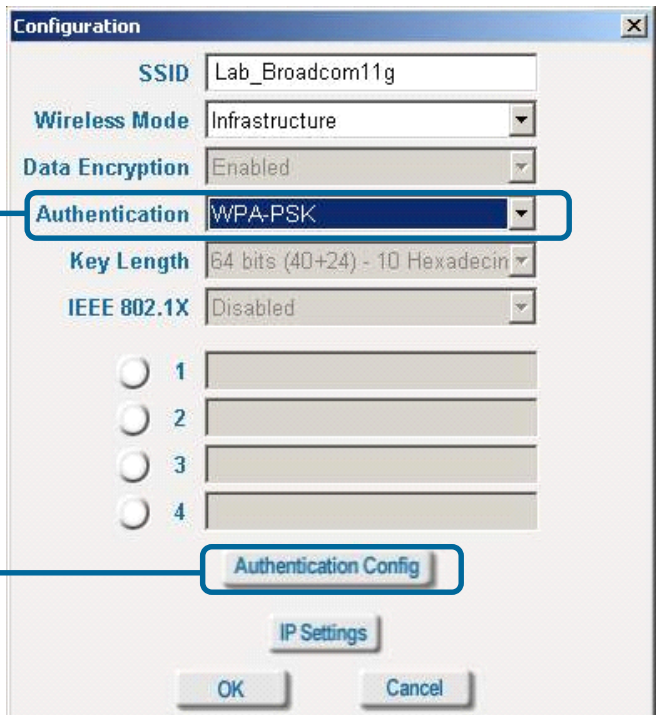 Configuration
SSID Lab_Broadcom11g
Wireless Mode Infrastructure
Data Encryption Enabled
Authentication WPA-PSK
Key Length 64 bits (40+24) - 10 Hexadecin
IEEE 802.1X Disabled
1
2
3
4
Authentication Config
IP Settings
OK Cancel